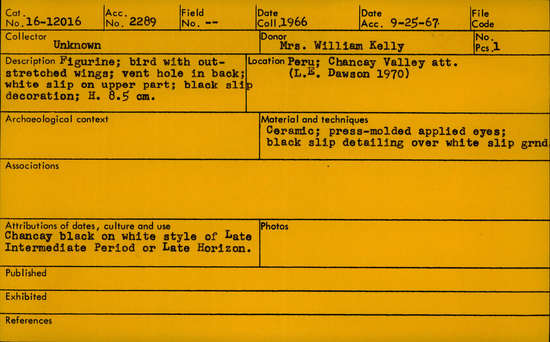 Cat. No. 16-12016 Acc. No. 2289 Field No. -- Date Coll. 1966 Date Acc. 9-25-67 File Code
Collector Unknown Donor Mrs. William Kelly No. Pcs. 1
Description Figurine; bird with out-
stretched wings; vent hole in back;
white slip on upper part; black slip
decoration; H. 8.5 cm.
Location Peru; Chancay Valley att.
(L.E. Dawson 1970)
Archaeological context
Material and techniques
Ceramic; press-molded applied eyes;
black slip detailing over white slip grnd
Associations
Attributions of dates, culture and use
Chancay black on white style of Late
Intermediate Period or Late Horizon.
Photos
Published
Exhibited
References